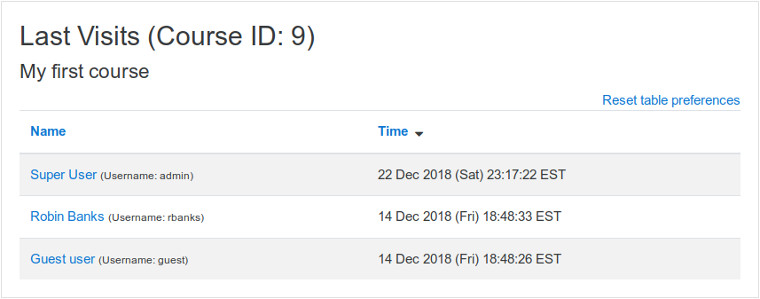 Last Visits (Course ID: 9)
My first course
Reset table preferences
Name Time
Super User (Username: admin) 22 Dec 2018 (Sat) 23:17:22 EST
Robin Banks (Username: rbanks) 14 Dec 2018 (Fri) 18:48:33 EST
Guest user (Username: guest) 14 Dec 2018 (Fri) 18:48:26 EST